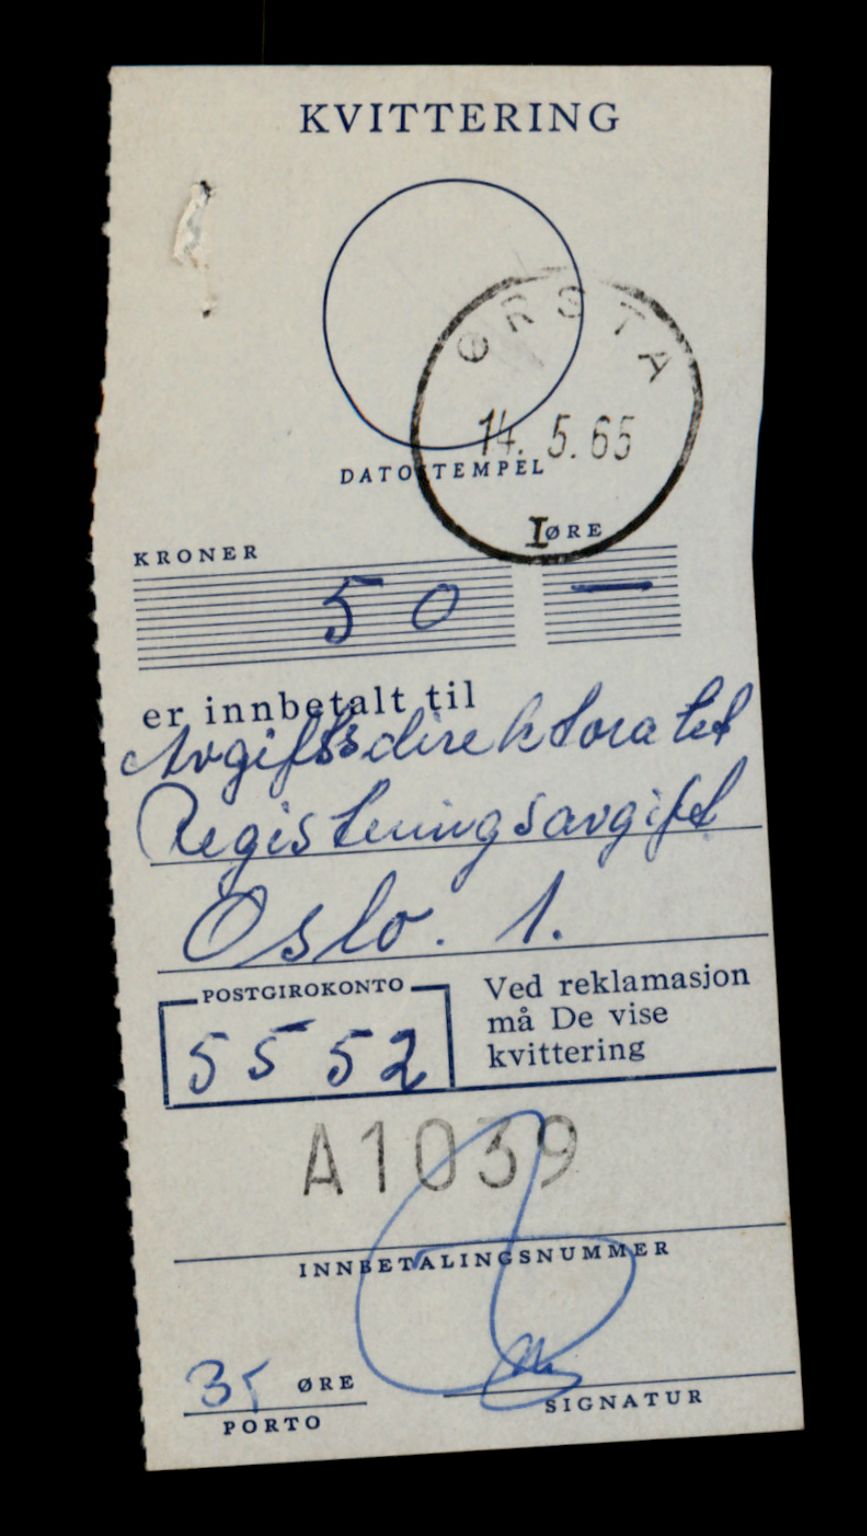 KVITTERING
ØRSTA
14. 5. 65
I
DATOSTEMPEL
KRONER ØRE
50 —
er innbetalt til
Avgiftsdirektoratet
Registeringsavgift
Oslo. 1.
POSTGIROKONTO
5552
Ved reklamasjon
må De vise
kvittering
A1039
INNBETALINGSNUMMER
35 ØRE
PORTO
SIGNATUR